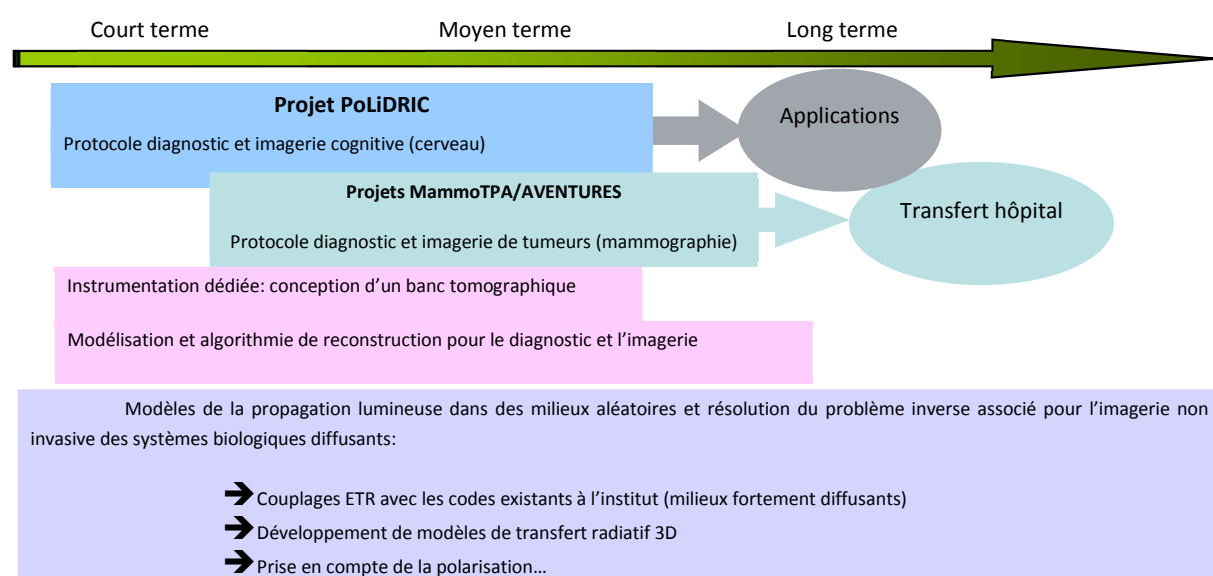 Court terme Moyen terme Long terme
Projet PoLiDRIC
Protocole diagnostic et imagerie cognitive (cerveau)
Applications
Projets MammoTPA/AVENTURES
Protocole diagnostic et imagerie de tumeurs (mammographie)
Transfert hôpital
Instrumentation dédiée: conception d’un banc tomographique
Modélisation et algorithmie de reconstruction pour le diagnostic et l’imagerie
Modèles de la propagation lumineuse dans des milieux aléatoires et résolution du problème inverse associé pour l’imagerie non
invasive des systèmes biologiques diffusants:
➔ Couplages ETR avec les codes existants à l’institut (milieux fortement diffusants)
➔ Développement de modèles de transfert radiatif 3D
➔ Prise en compte de la polarisation…